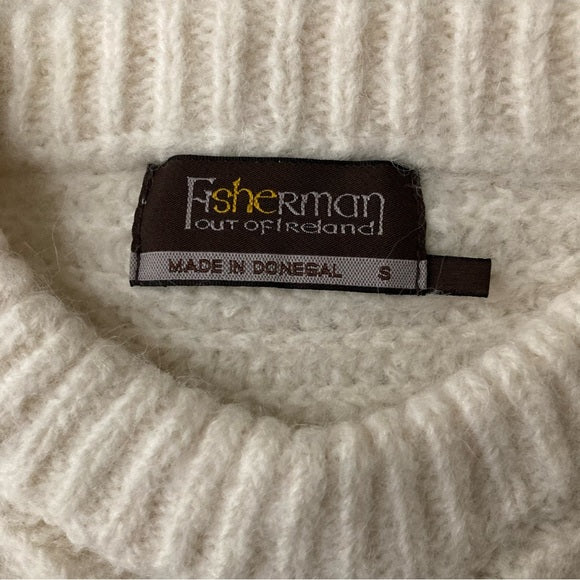 Fisherman
OUT OF IRELAND
MADE IN DONEGAL S